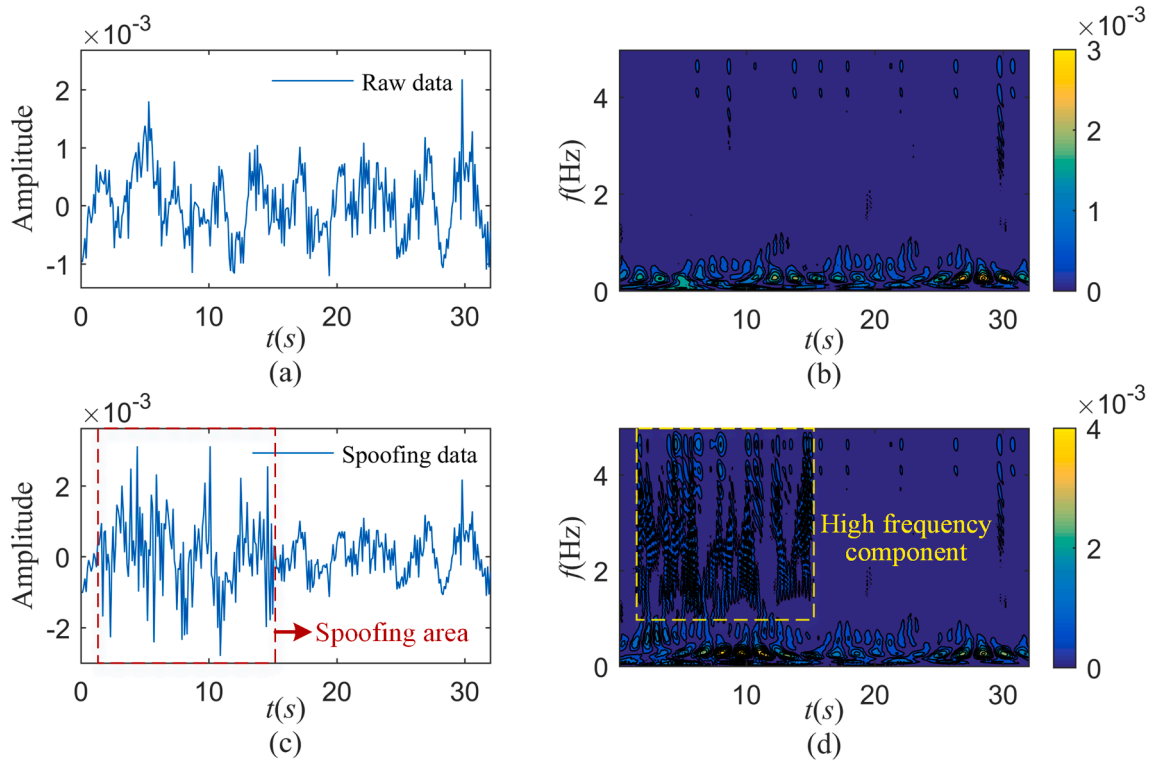 ×10⁻³
Raw data
Amplitude
2
1
0
-1
0
10
20
30
t(s)
(a)
×10⁻³
f(Hz)
4
2
0
10
20
30
3
2
1
0
t(s)
(b)
×10⁻³
Spoofing data
Amplitude
2
0
-2
Spoofing area
0
10
20
30
t(s)
(c)
×10⁻³
f(Hz)
4
2
0
High frequency
component
10
20
30
4
2
0
t(s)
(d)